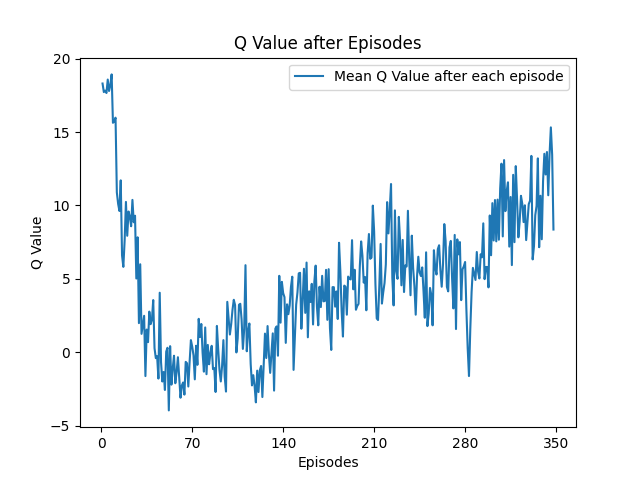 Q Value after Episodes
Mean Q Value after each episode
Q Value
20
15
10
5
0
−5
0 70 140 210 280 350
Episodes